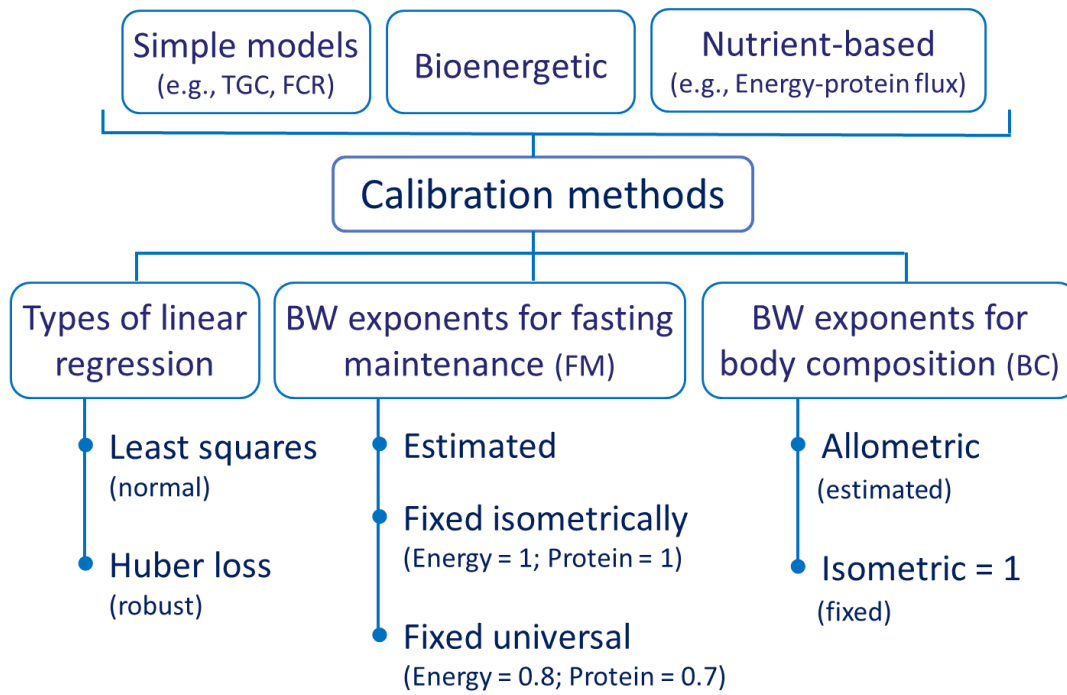 Simple models
(e.g., TGC, FCR)
Bioenergetic
Nutrient-based
(e.g., Energy-protein flux)
Calibration methods
Types of linear
regression
Least squares
(normal)
Huber loss
(robust)
BW exponents for fasting
maintenance (FM)
Estimated
Fixed isometrically
(Energy = 1; Protein = 1)
Fixed universal
(Energy = 0.8; Protein = 0.7)
BW exponents for
body composition (BC)
Allometric
(estimated)
Isometric = 1
(fixed)